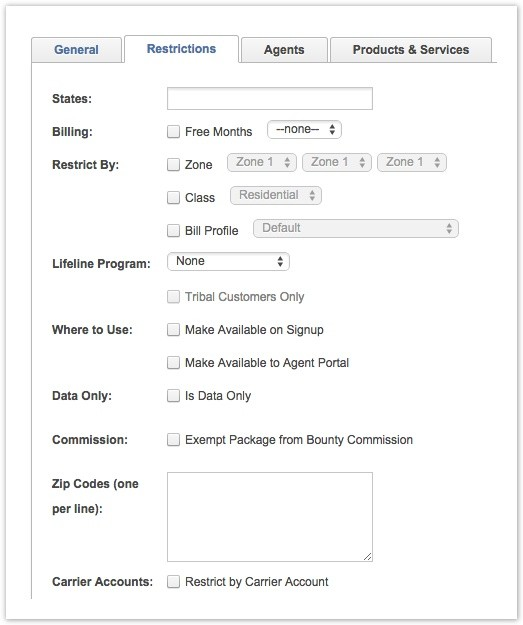 General Restrictions Agents Products & Services
States:
Billing: Free Months --none--
Restrict By: Zone Zone 1 Zone 1 Zone 1
Class Residential
Bill Profile Default
Lifeline Program: None
Tribal Customers Only
Where to Use: Make Available on Signup
Make Available to Agent Portal
Data Only: Is Data Only
Commission: Exempt Package from Bounty Commission
Zip Codes (one
per line):
Carrier Accounts: Restrict by Carrier Account